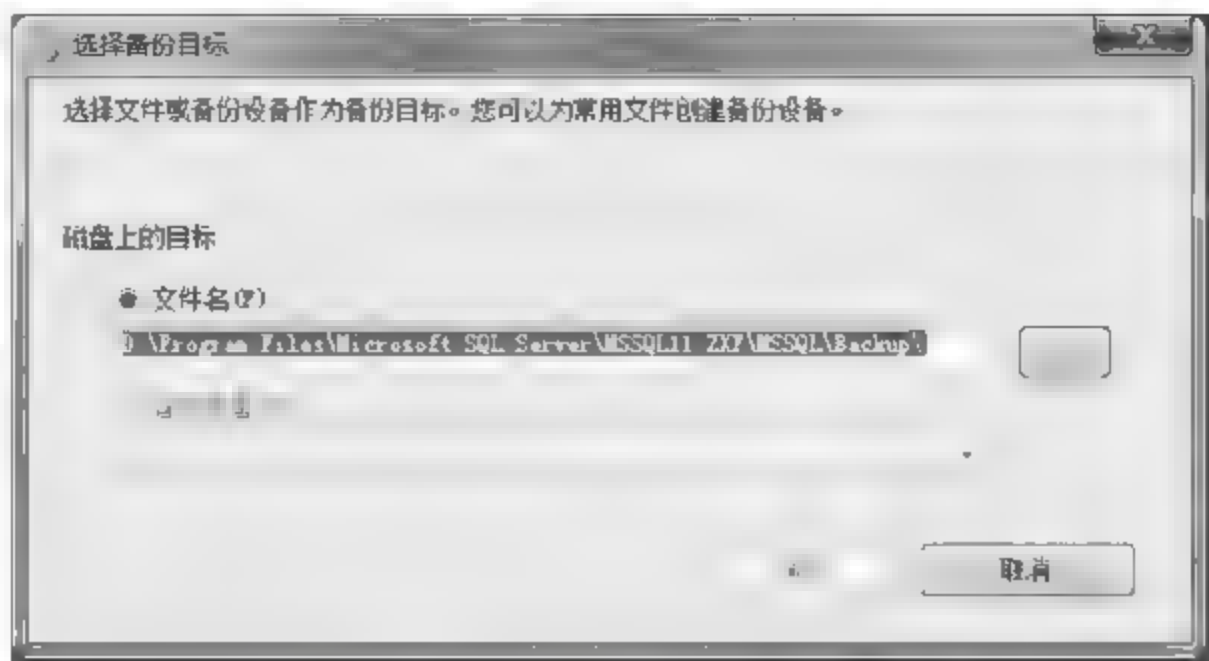 选择备份目标
选择文件或备份设备作为备份目标。您可以为常用文件创建备份设备。
磁盘上的目标
文件名(F)
\Program Files\Microsoft SQL Server\MSSQL11 ZXF\MSSQL\Backup\
取消